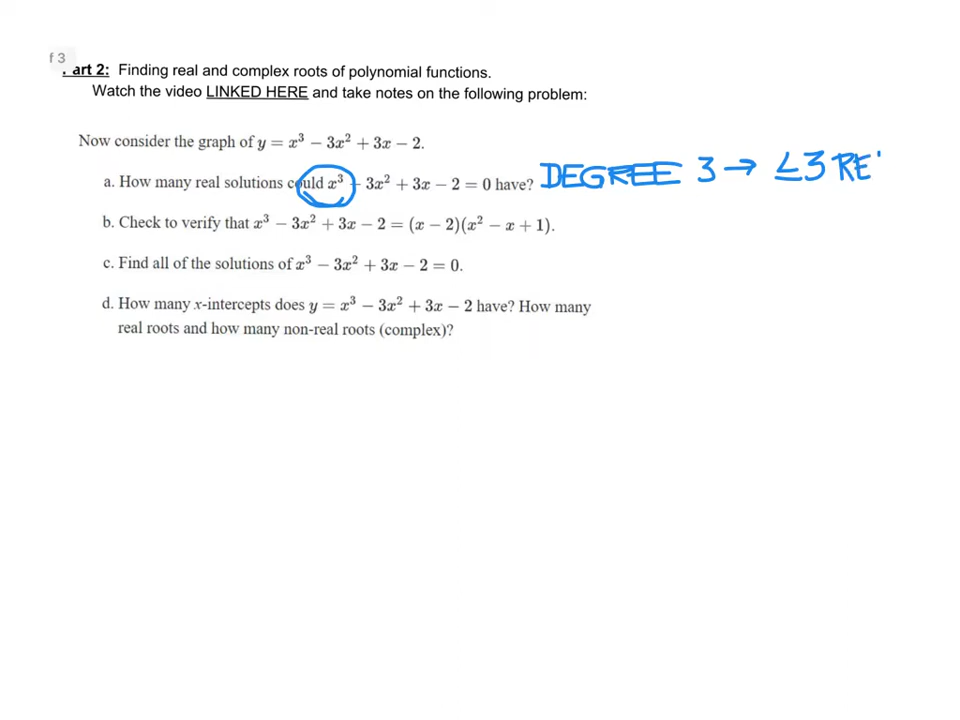 f 3
art 2: Finding real and complex roots of polynomial functions.
Watch the video LINKED HERE and take notes on the following problem:
Now consider the graph of y = x³ − 3x² + 3x − 2.
a. How many real solutions could x³ − 3x² + 3x − 2 = 0 have? DEGREE 3 → ≤3 RE
b. Check to verify that x³ − 3x² + 3x − 2 = (x − 2)(x² − x + 1).
c. Find all of the solutions of x³ − 3x² + 3x − 2 = 0.
d. How many x-intercepts does y = x³ − 3x² + 3x − 2 have? How many
real roots and how many non-real roots (complex)?